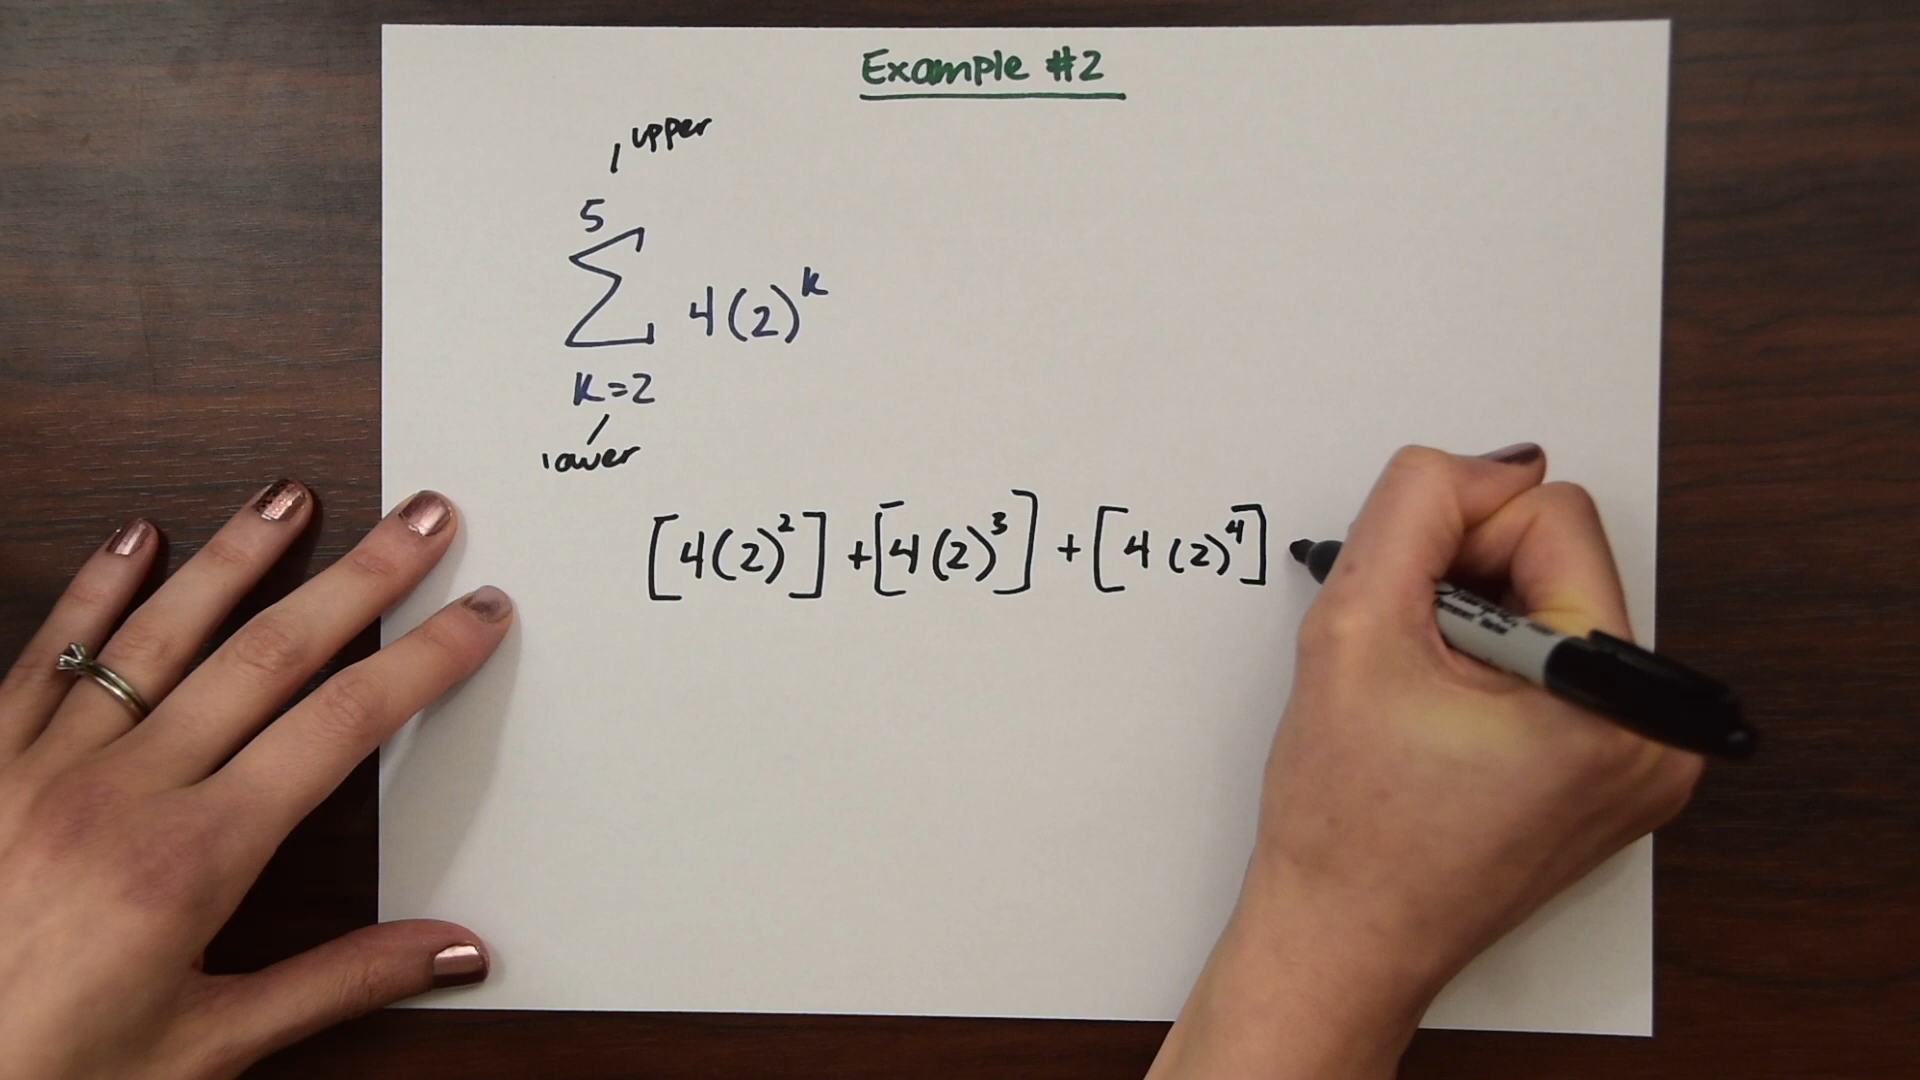 Example #2
upper
5
∑ 4(2)^k
k=2
lower
[4(2)^2] + [4(2)^3] + [4(2)^4]